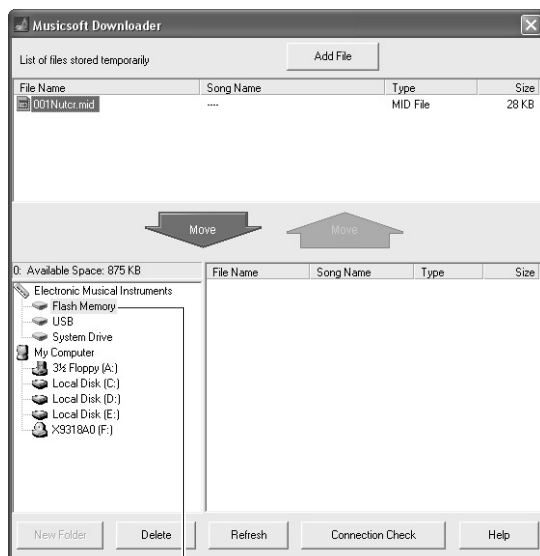 Musicsoft Downloader
List of files stored temporarily
Add File
File Name Song Name Type Size
001Nutcr.mid ---- MID File 28 KB
Move Move
0: Available Space: 875 KB
File Name Song Name Type Size
Electronic Musical Instruments
Flash Memory
USB
System Drive
My Computer
3½ Floppy (A:)
Local Disk (C:)
Local Disk (D:)
Local Disk (E:)
X9318A0 (F:)
New Folder Delete Refresh Connection Check Help